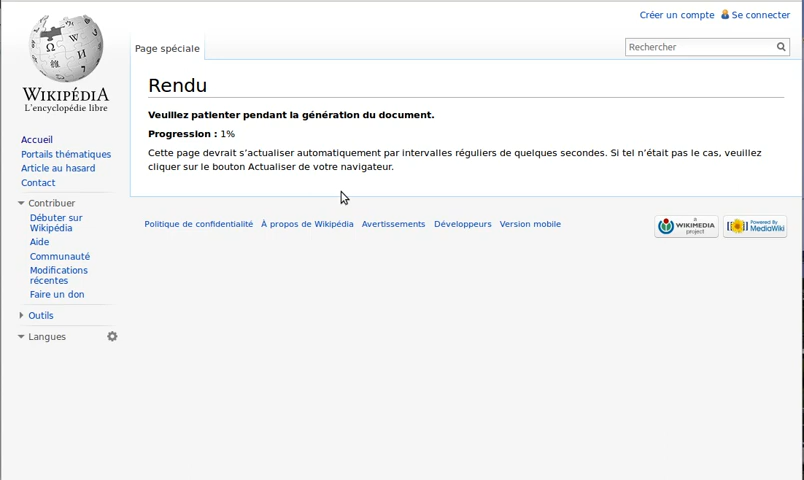 Créer un compte Se connecter
Page spéciale
Rechercher
Ω W И
WIKIPÉDIA
L'encyclopédie libre
Rendu
Veuillez patienter pendant la génération du document.
Progression : 1%
Cette page devrait s’actualiser automatiquement par intervalles réguliers de quelques secondes. Si tel n’était pas le cas, veuillez
cliquer sur le bouton Actualiser de votre navigateur.
Accueil
Portails thématiques
Article au hasard
Contact
Contribuer
Débuter sur
Wikipédia
Aide
Communauté
Modifications
récentes
Faire un don
Outils
Langues
Politique de confidentialité À propos de Wikipédia Avertissements Développeurs Version mobile
A
WIKIMEDIA
project
Powered By
MediaWiki